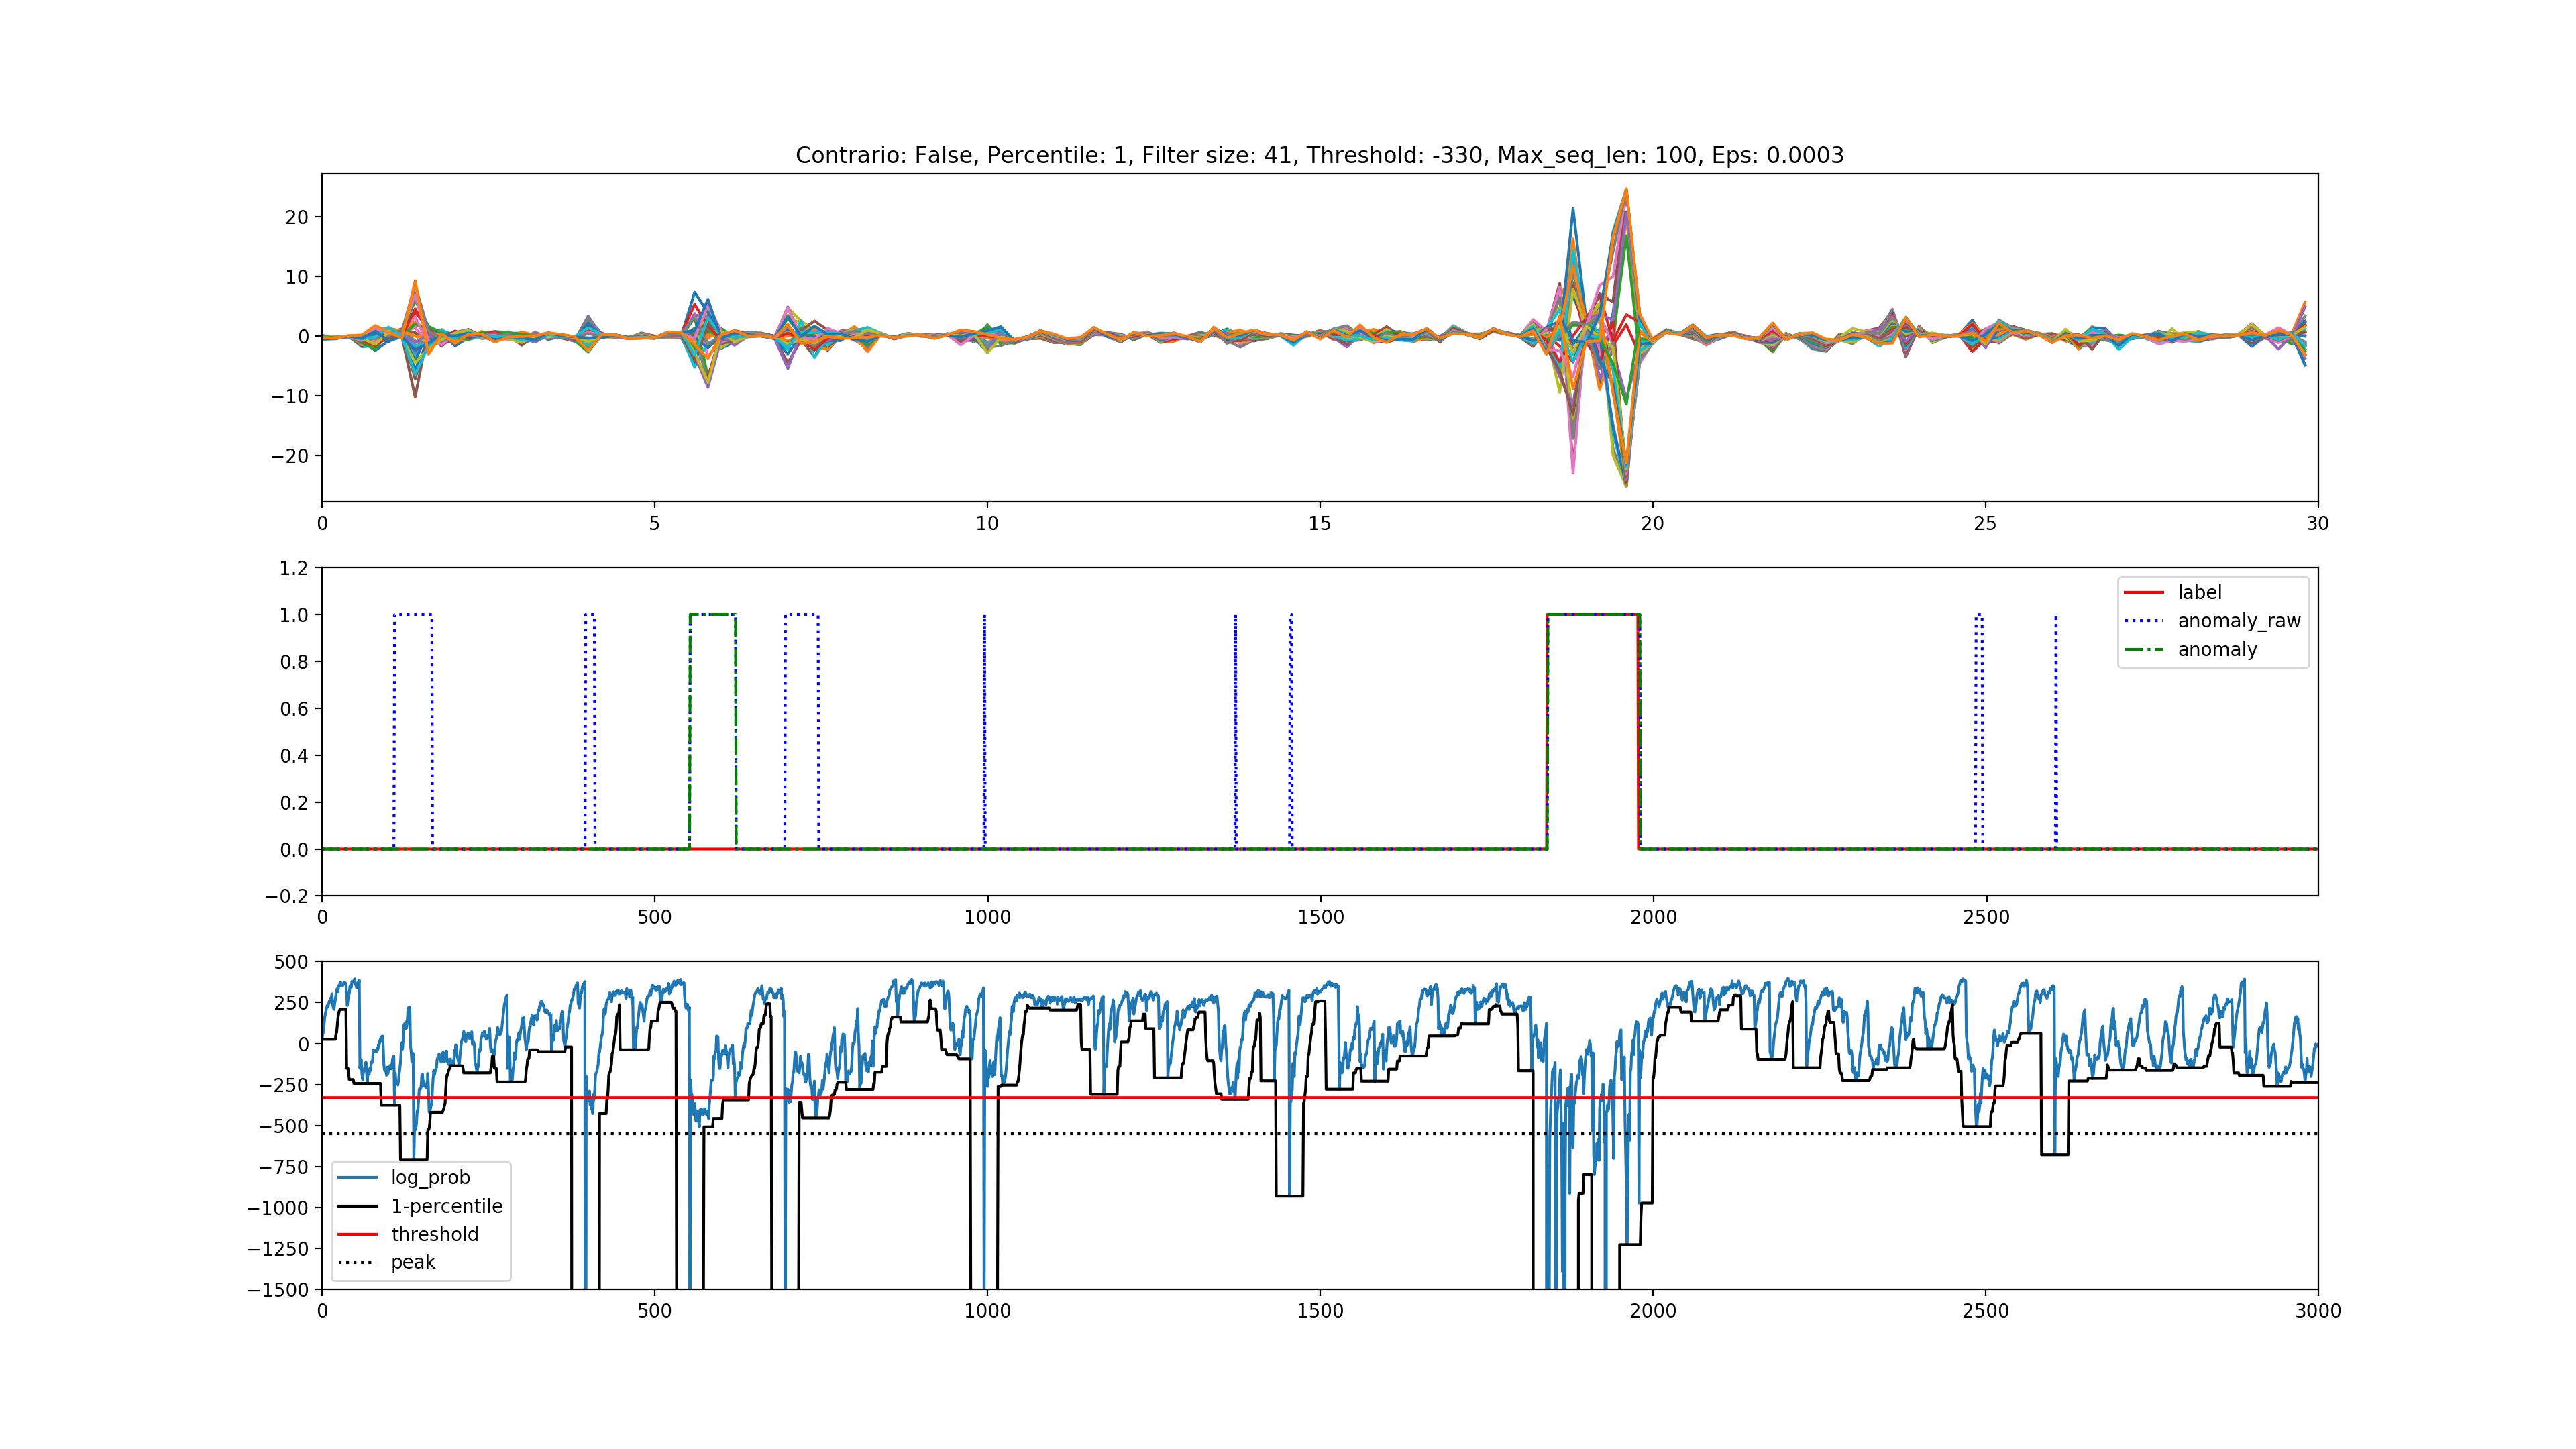 Contrario: False, Percentile: 1, Filter size: 41, Threshold: -330, Max_seq_len: 100, Eps: 0.0003
20
10
0
−10
−20
0 5 10 15 20 25 30
1.2
1.0
0.8
0.6
0.4
0.2
0.0
−0.2
label
anomaly_raw
anomaly
0 500 1000 1500 2000 2500
500
250
0
−250
−500
−750
−1000
−1250
−1500
log_prob
1-percentile
threshold
peak
0 500 1000 1500 2000 2500 3000